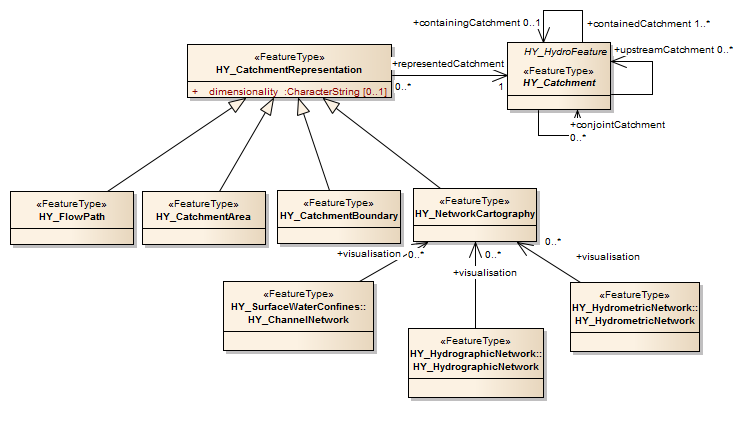 +containingCatchment 0..1
+containedCatchment 1..*
«FeatureType»
HY_CatchmentRepresentation
+ dimensionality :CharacterString [0..1]
+representedCatchment
0..*
1
HY_HydroFeature
«FeatureType»
HY_Catchment
+upstreamCatchment 0..*
+conjointCatchment
0..*
«FeatureType»
HY_FlowPath
«FeatureType»
HY_CatchmentArea
«FeatureType»
HY_CatchmentBoundary
«FeatureType»
HY_NetworkCartography
+visualisation
0..*
0..*
+visualisation
0..*
+visualisation
«FeatureType»
HY_SurfaceWaterConfines::
HY_ChannelNetwork
«FeatureType»
HY_HydrographicNetwork::
HY_HydrographicNetwork
«FeatureType»
HY_HydrometricNetwork::
HY_HydrometricNetwork